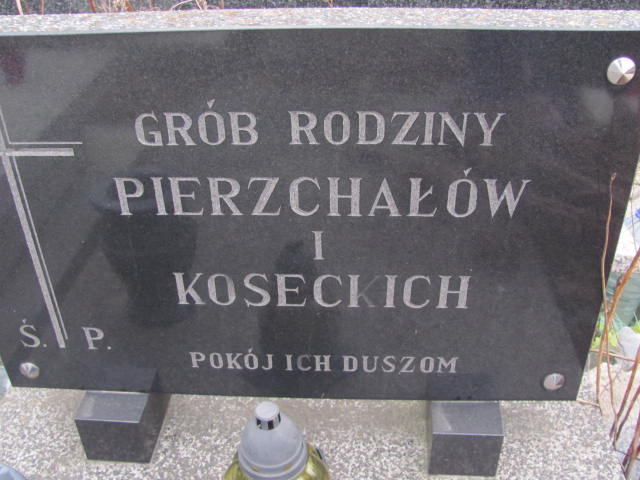 GRÓB RODZINY
PIERZCHAŁÓW
I
KOSECKICH
Ś. P.
POKÓJ ICH DUSZOM